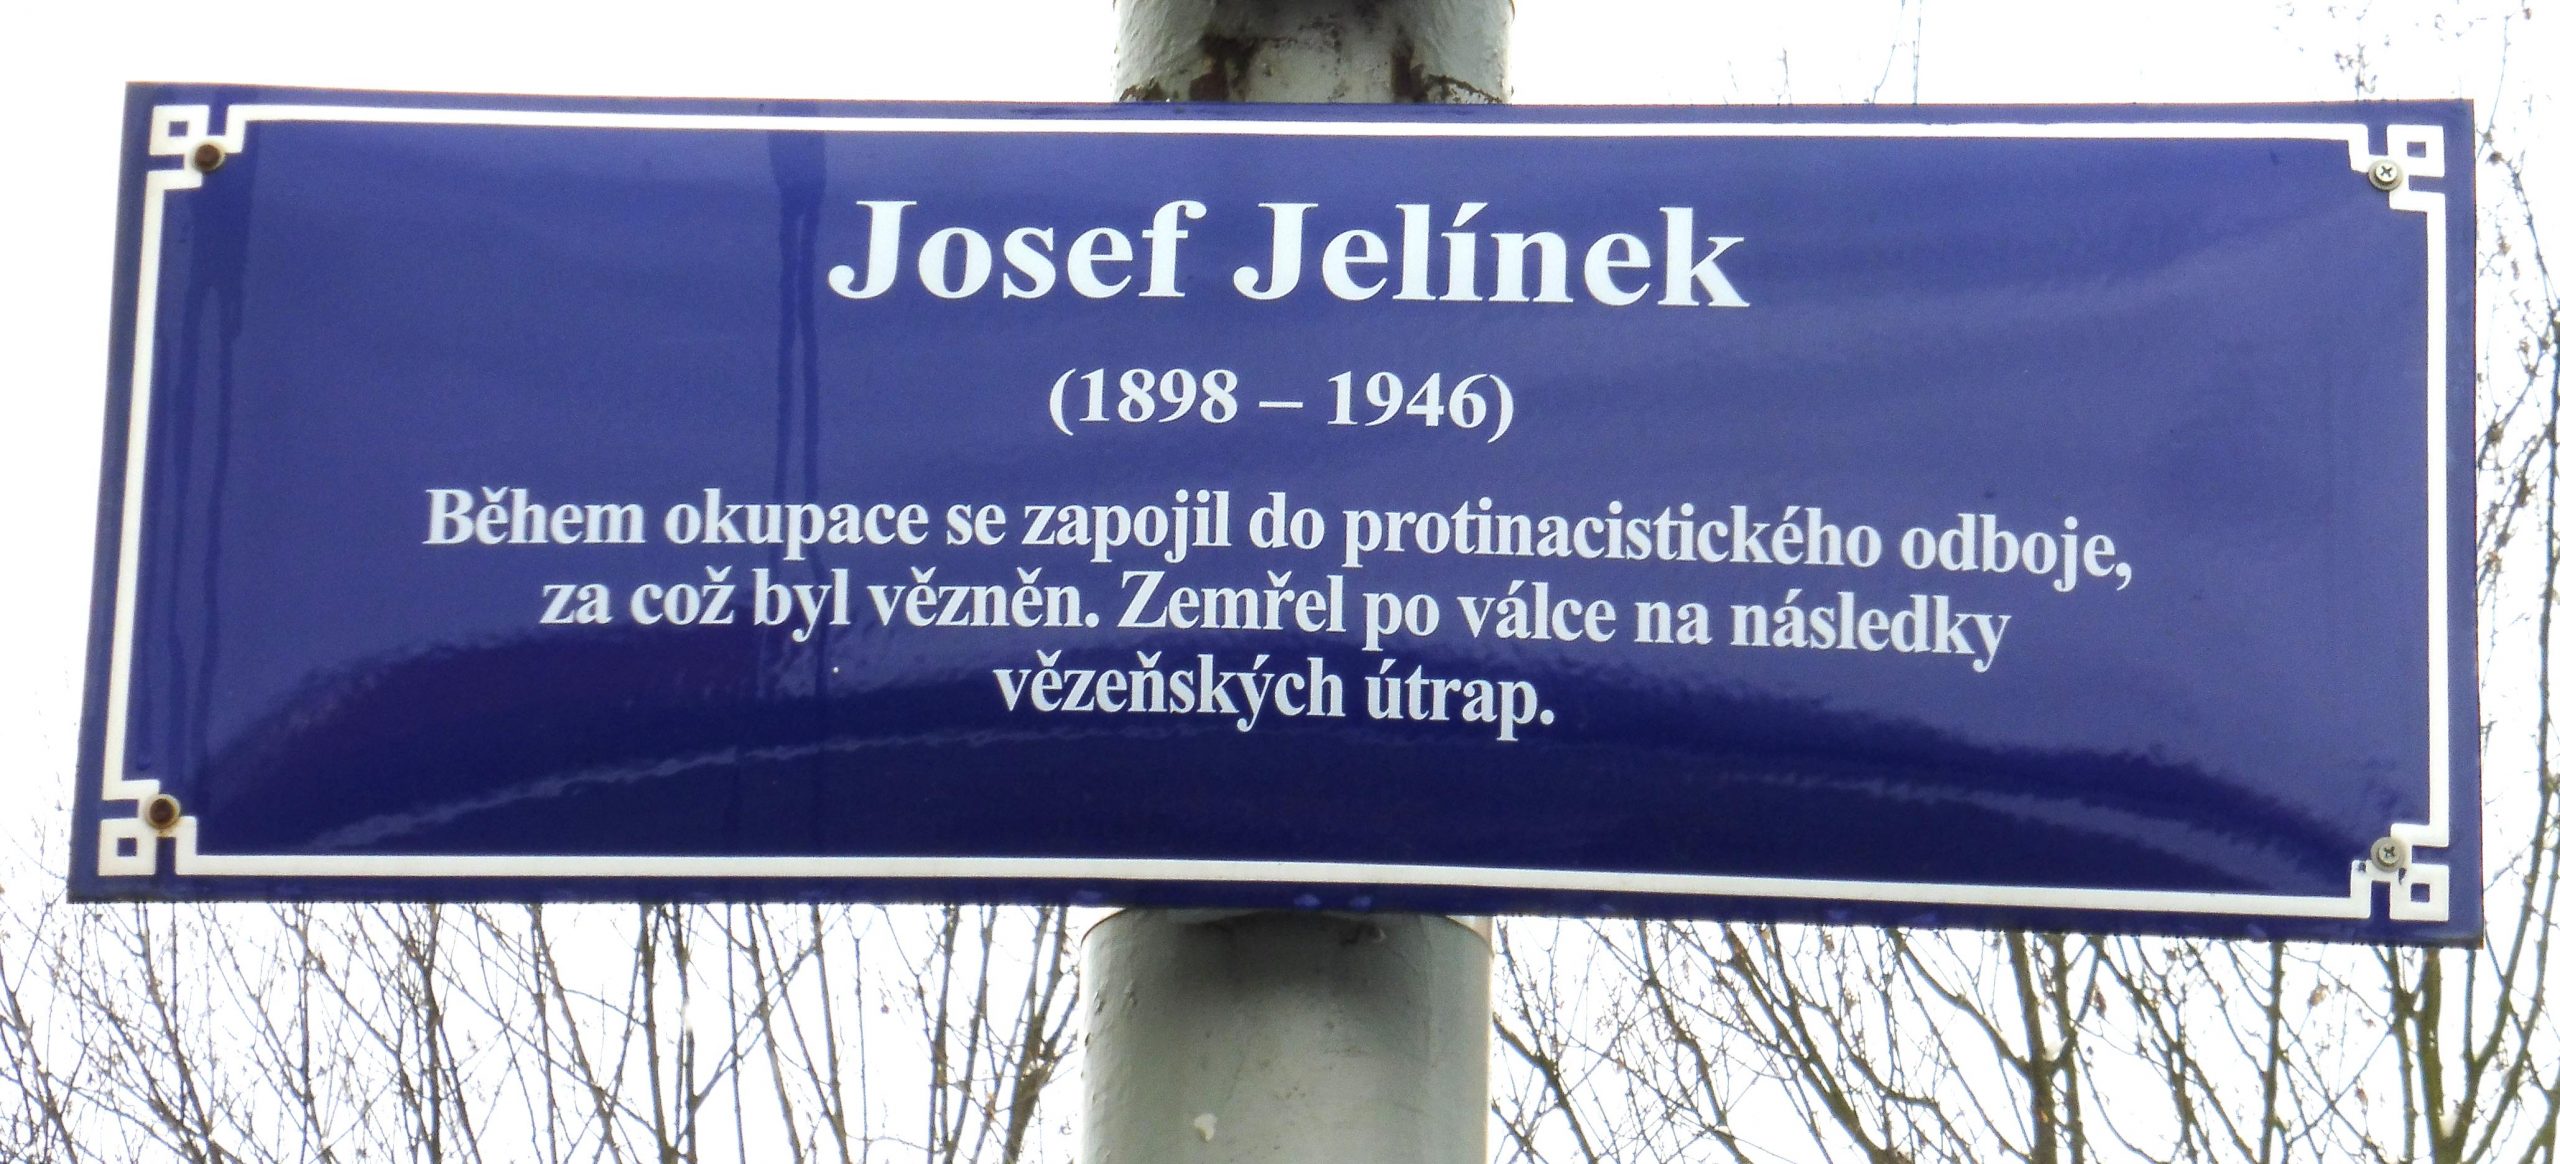 Josef Jelínek
(1898 – 1946)
Během okupace se zapojil do protinacistického odboje,
za což byl vězněn. Zemřel po válce na následky
vězeňských útrap.